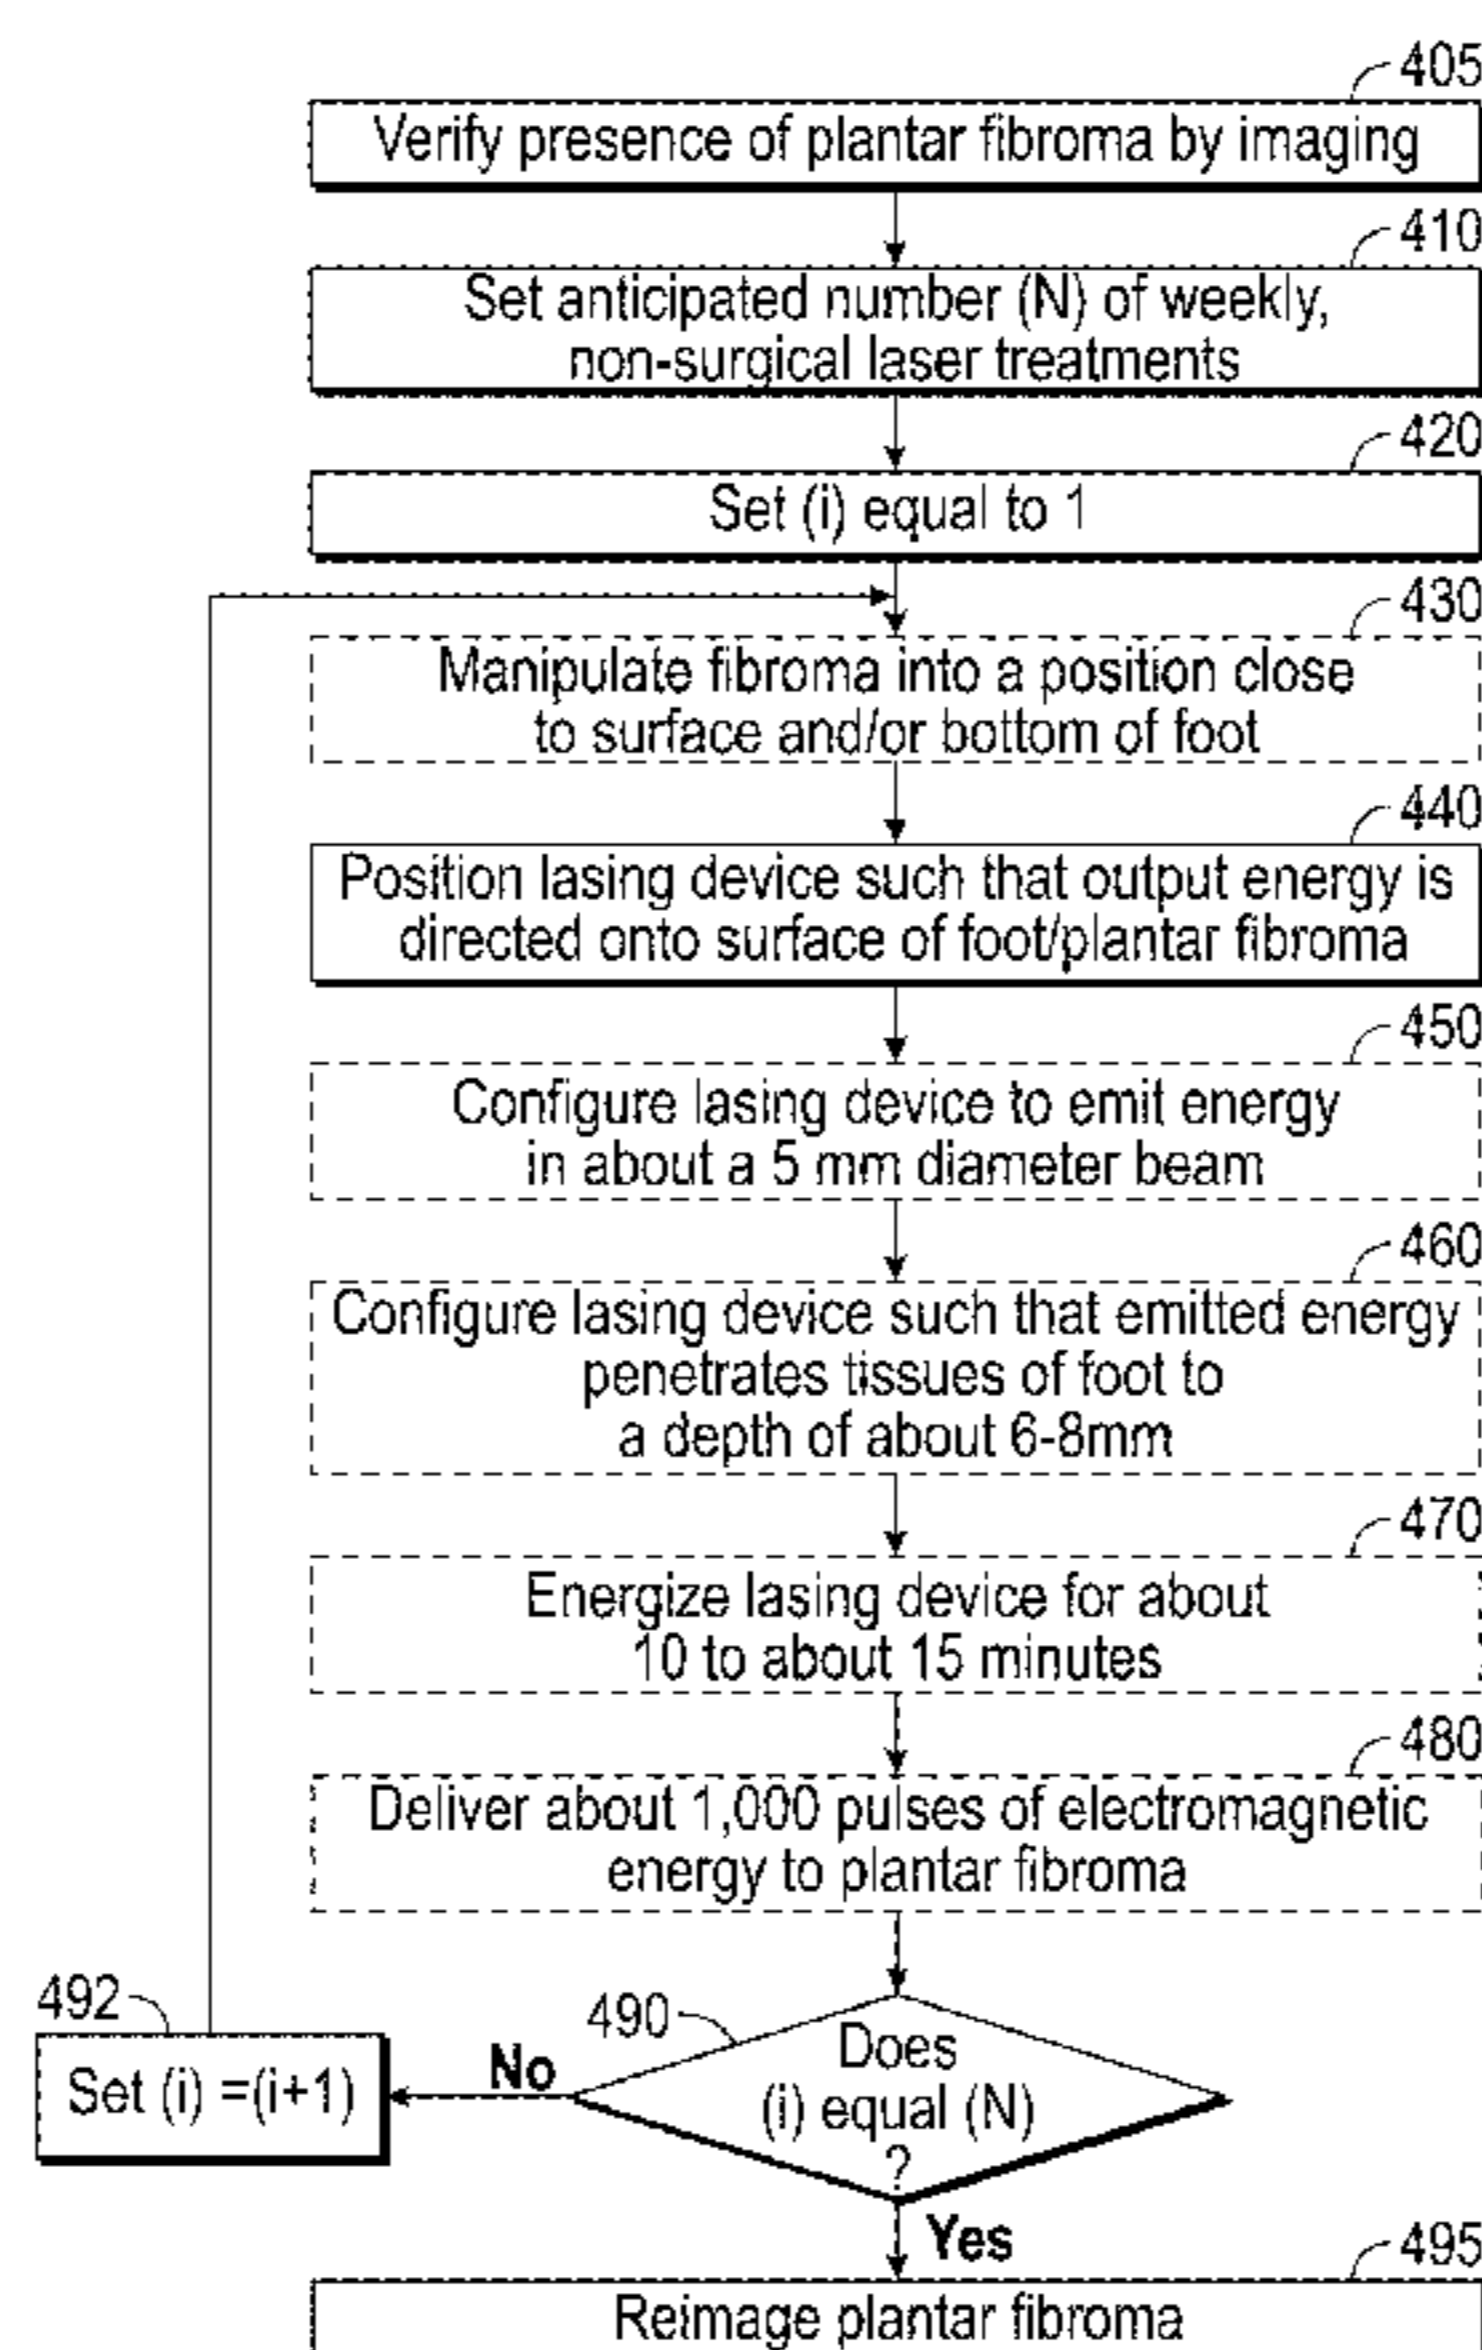 405
Verify presence of plantar fibroma by imaging
410
Set anticipated number (N) of weekly,
non-surgical laser treatments
420
Set (i) equal to 1
430
Manipulate fibroma into a position close
to surface and/or bottom of foot
440
Position lasing device such that output energy is
directed onto surface of foot/plantar fibroma
450
Configure lasing device to emit energy
in about a 5 mm diameter beam
460
Configure lasing device such that emitted energy
penetrates tissues of foot to
a depth of about 6-8mm
470
Energize lasing device for about
10 to about 15 minutes
480
Deliver about 1,000 pulses of electromagnetic
energy to plantar fibroma
492
Set (i) =(i+1)
No
490
Does
(i) equal (N)
?
Yes
495
Reimage plantar fibroma